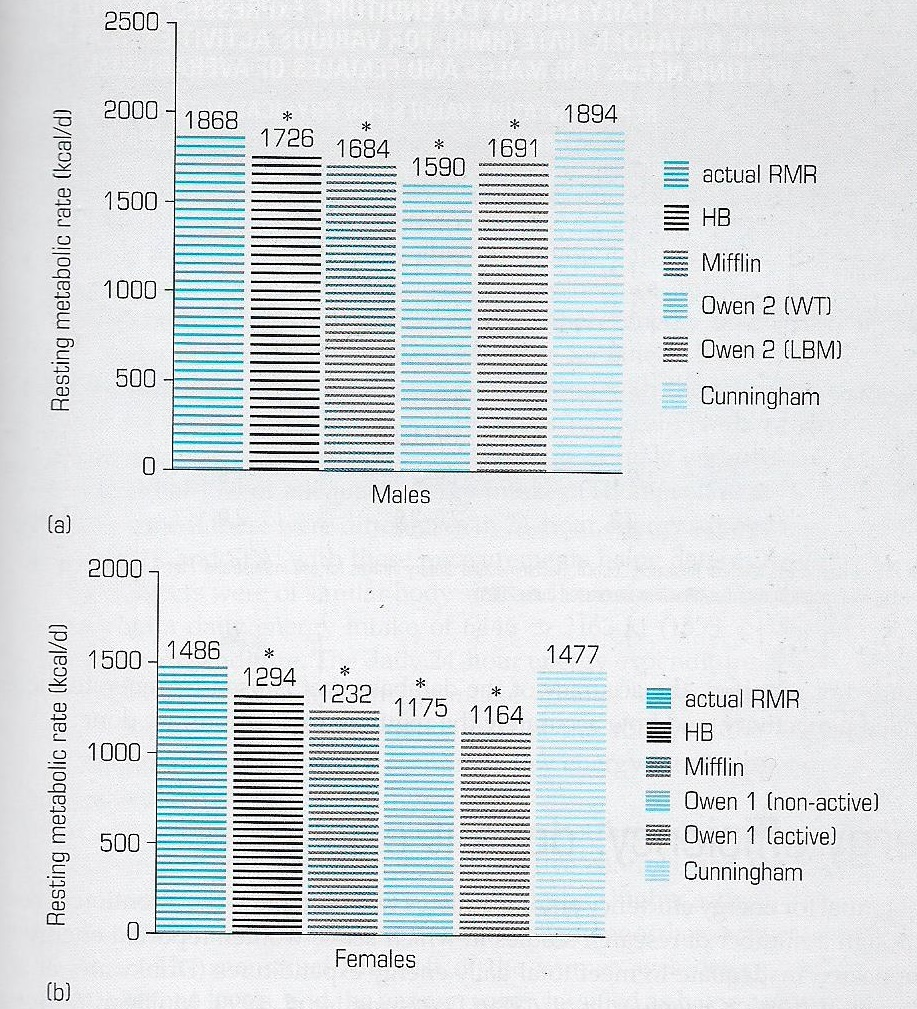 2500
2000
1500
1000
500
0
Resting metabolic rate (kcal/d)
1868
*
1726
*
1684
*
1590
*
1691
1894
Males
actual RMR
HB
Mifflin
Owen 2 (WT)
Owen 2 (LBM)
Cunningham
(a)
2000
1500
1000
500
0
Resting metabolic rate (kcal/d)
1486
*
1294
*
1232
*
1175
*
1164
1477
Females
actual RMR
HB
Mifflin
Owen 1 (non-active)
Owen 1 (active)
Cunningham
(b)